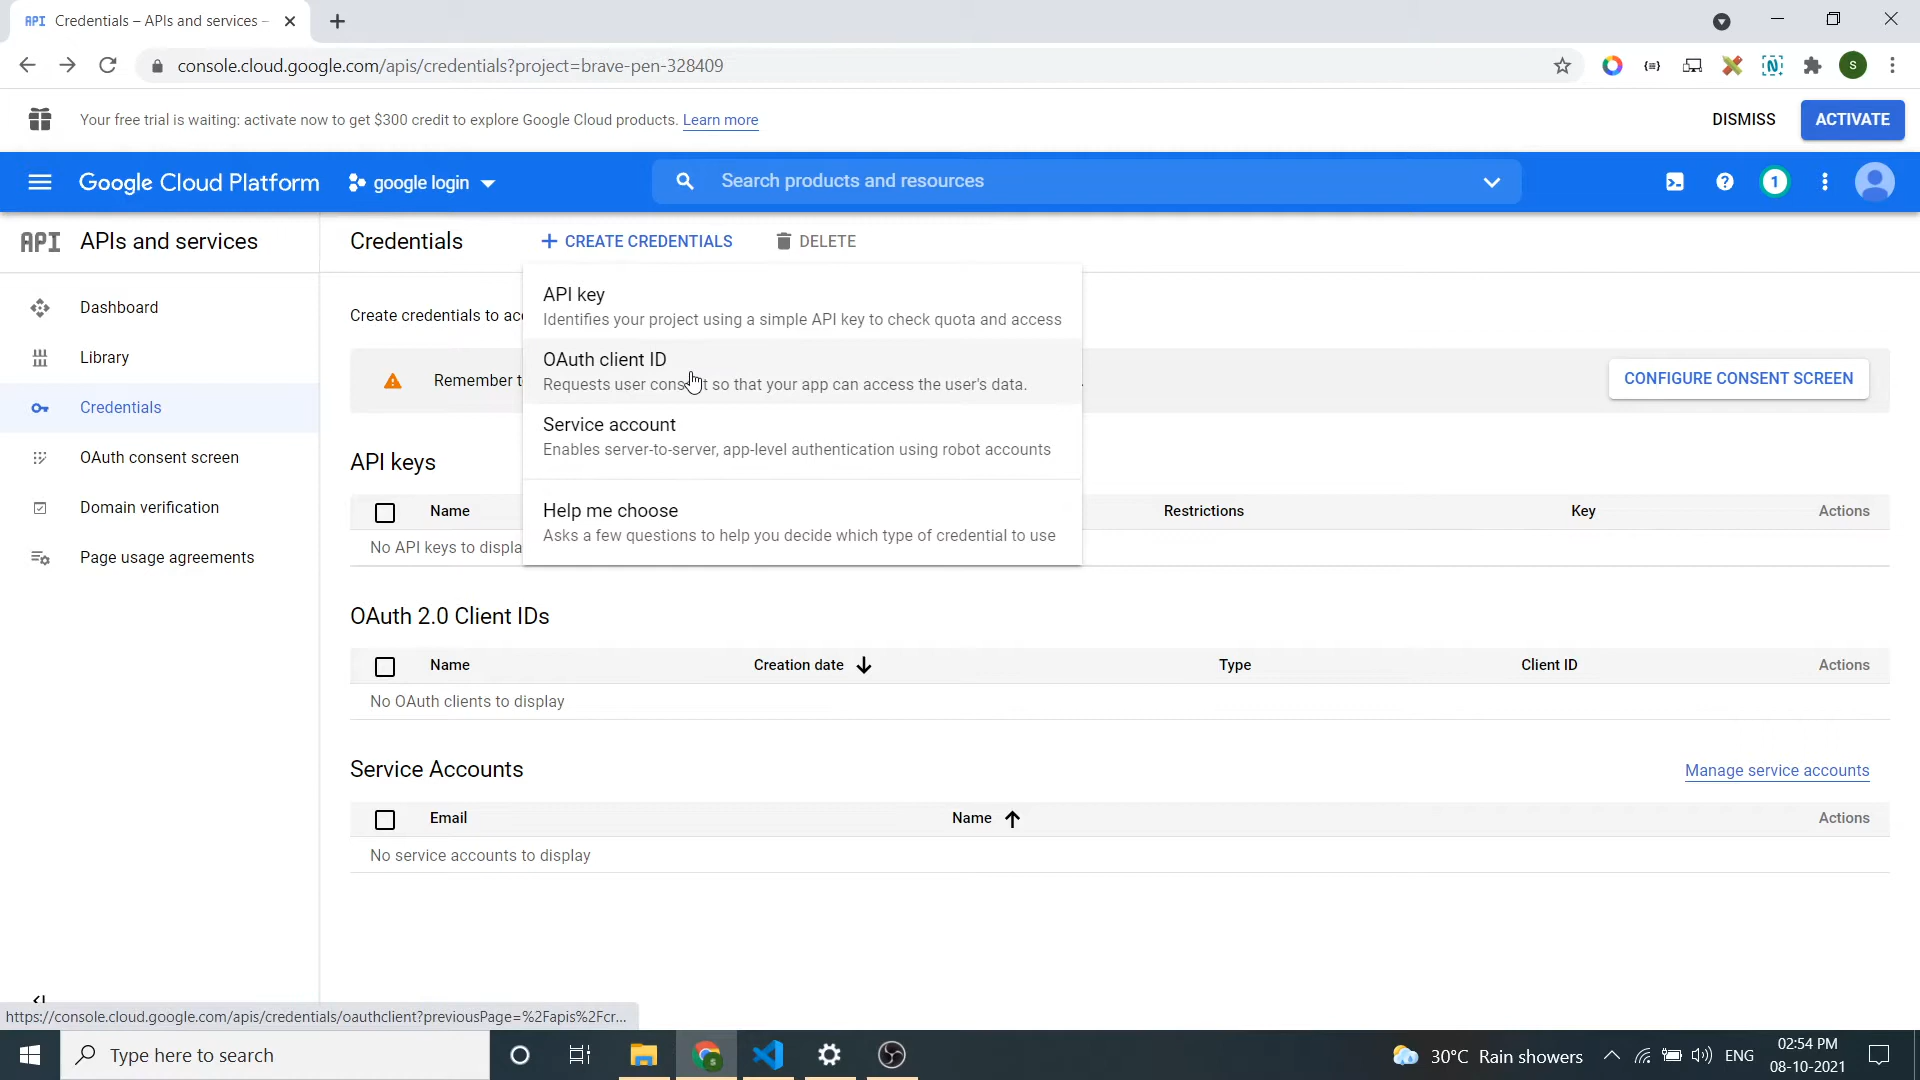 API Credentials – APIs and services –
console.cloud.google.com/apis/credentials?project=brave-pen-328409
S
Your free trial is waiting: activate now to get $300 credit to explore Google Cloud products. Learn more
DISMISS
ACTIVATE
Google Cloud Platform
google login
Search products and resources
1
API APIs and services
Credentials
CREATE CREDENTIALS
DELETE
Dashboard
Library
Credentials
OAuth consent screen
Domain verification
Page usage agreements
Create credentials to ac
API key
Identifies your project using a simple API key to check quota and access
OAuth client ID
Requests user consent so that your app can access the user's data.
Service account
Enables server-to-server, app-level authentication using robot accounts
Help me choose
Asks a few questions to help you decide which type of credential to use
Remember t
CONFIGURE CONSENT SCREEN
API keys
Name
Restrictions
Key
Actions
No API keys to displa
OAuth 2.0 Client IDs
Name
Creation date
Type
Client ID
Actions
No OAuth clients to display
Service Accounts
Manage service accounts
Email
Name
Actions
No service accounts to display
https://console.cloud.google.com/apis/credentials/oauthclient?previousPage=%2Fapis%2Fcr...
Type here to search
30°C Rain showers
ENG
02:54 PM
08-10-2021